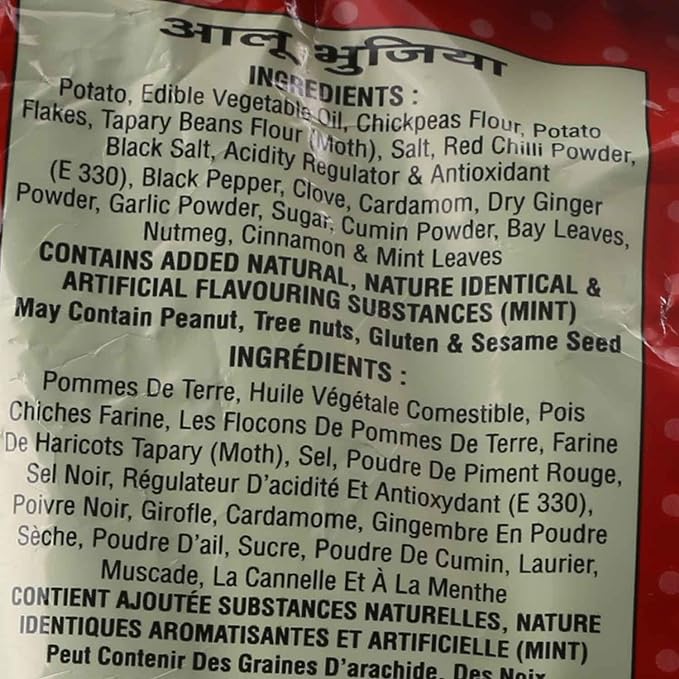 आलू भुजिया
INGREDIENTS :
Potato, Edible Vegetable Oil, Chickpeas Flour, Potato
Flakes, Tapary Beans Flour (Moth), Salt, Red Chilli Powder,
Black Salt, Acidity Regulator & Antioxidant
(E 330), Black Pepper, Clove, Cardamom, Dry Ginger
Powder, Garlic Powder, Sugar, Cumin Powder, Bay Leaves,
Nutmeg, Cinnamon & Mint Leaves
CONTAINS ADDED NATURAL, NATURE IDENTICAL &
ARTIFICIAL FLAVOURING SUBSTANCES (MINT)
May Contain Peanut, Tree nuts, Gluten & Sesame Seed
INGRÉDIENTS :
Pommes De Terre, Huile Végétale Comestible, Pois
Chiches Farine, Les Flocons De Pommes De Terre, Farine
De Haricots Tapary (Moth), Sel, Poudre De Piment Rouge,
Sel Noir, Régulateur D'acidité Et Antioxydant (E 330),
Poivre Noir, Girofle, Cardamome, Gingembre En Poudre
Sèche, Poudre D'ail, Sucre, Poudre De Cumin, Laurier,
Muscade, La Cannelle Et À La Menthe
CONTIENT AJOUTÉE SUBSTANCES NATURELLES, NATURE
IDENTIQUES AROMATISANTES ET ARTIFICIELLE (MINT)
Peut Contenir Des Graines D'arachide, Des Noix